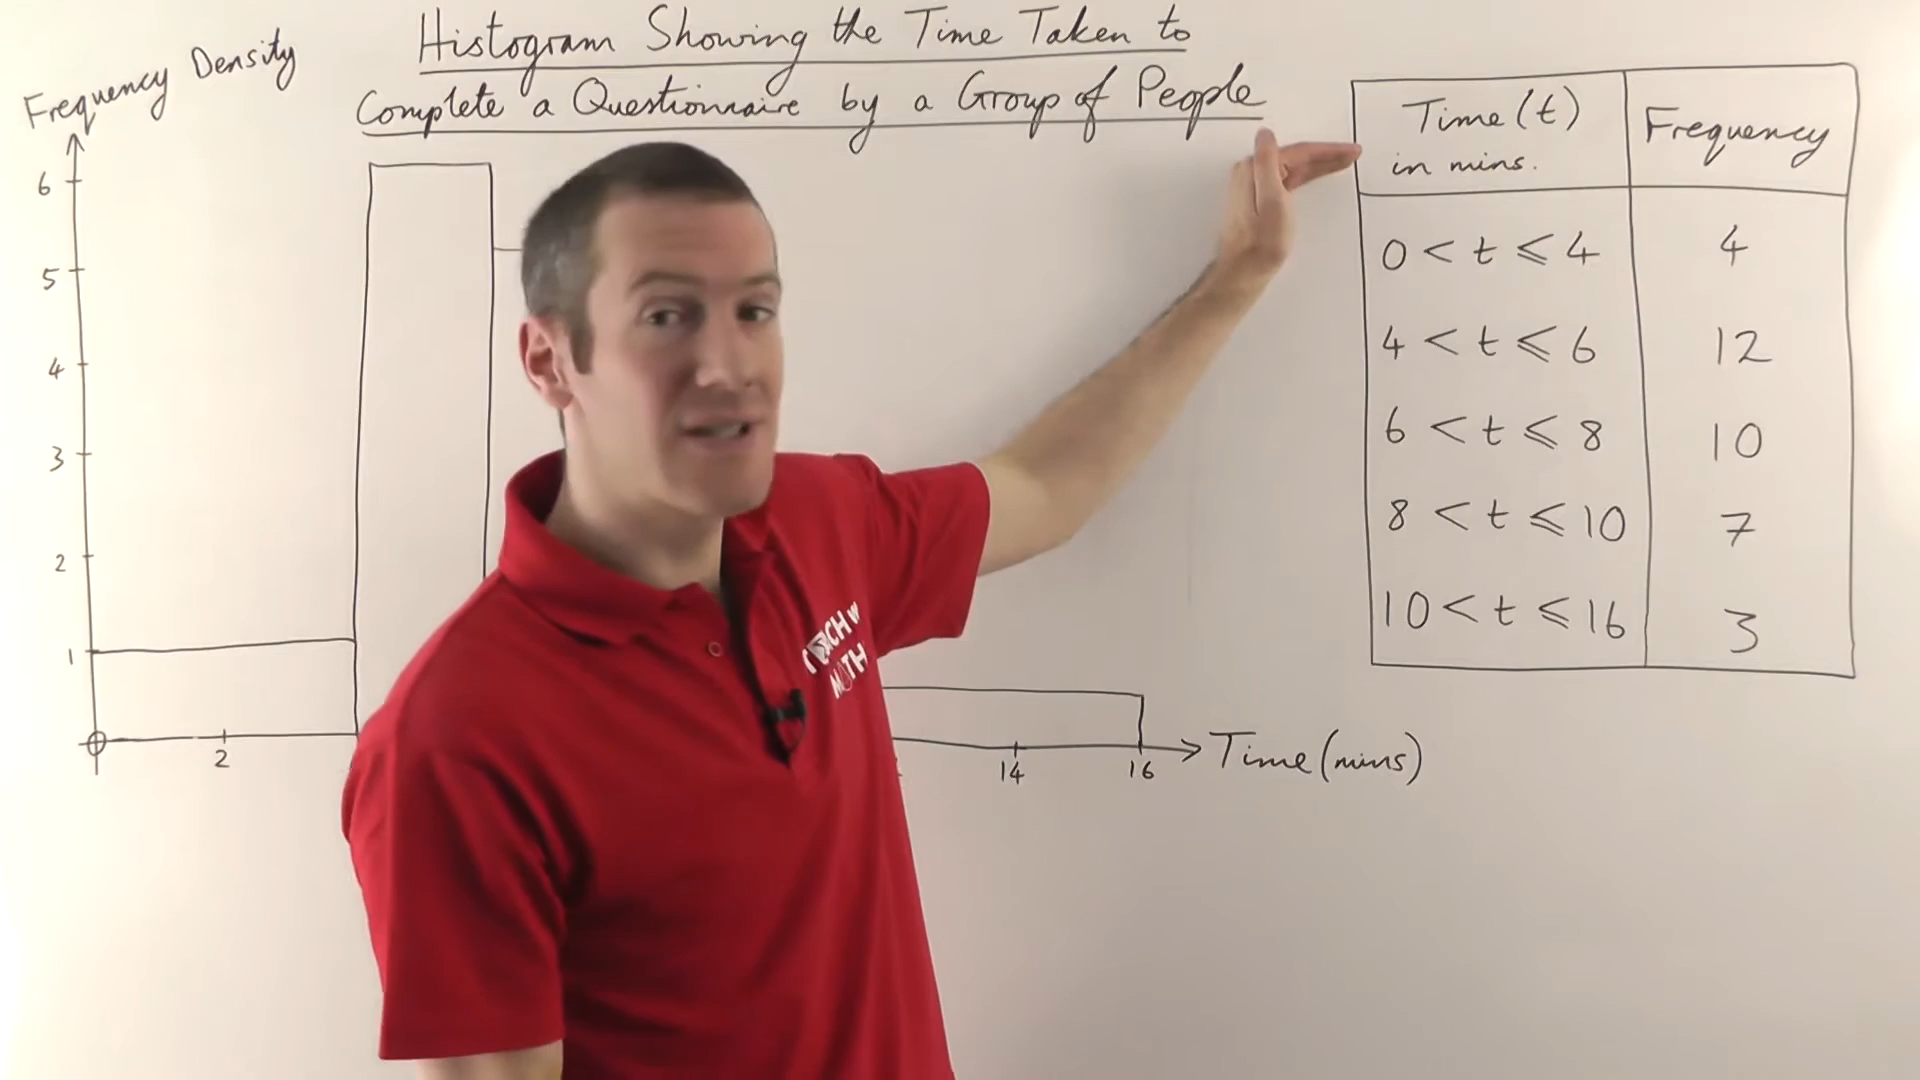 Histogram Showing the Time Taken to
Complete a Questionnaire by a Group of People
Frequency Density
6
5
4
3
2
1
2
14
16
Time (mins)
Time (t) Frequency
in mins.
0 < t ⩽ 4 4
4 < t ⩽ 6 12
6 < t ⩽ 8 10
8 < t ⩽ 10 7
10 < t ⩽ 16 3